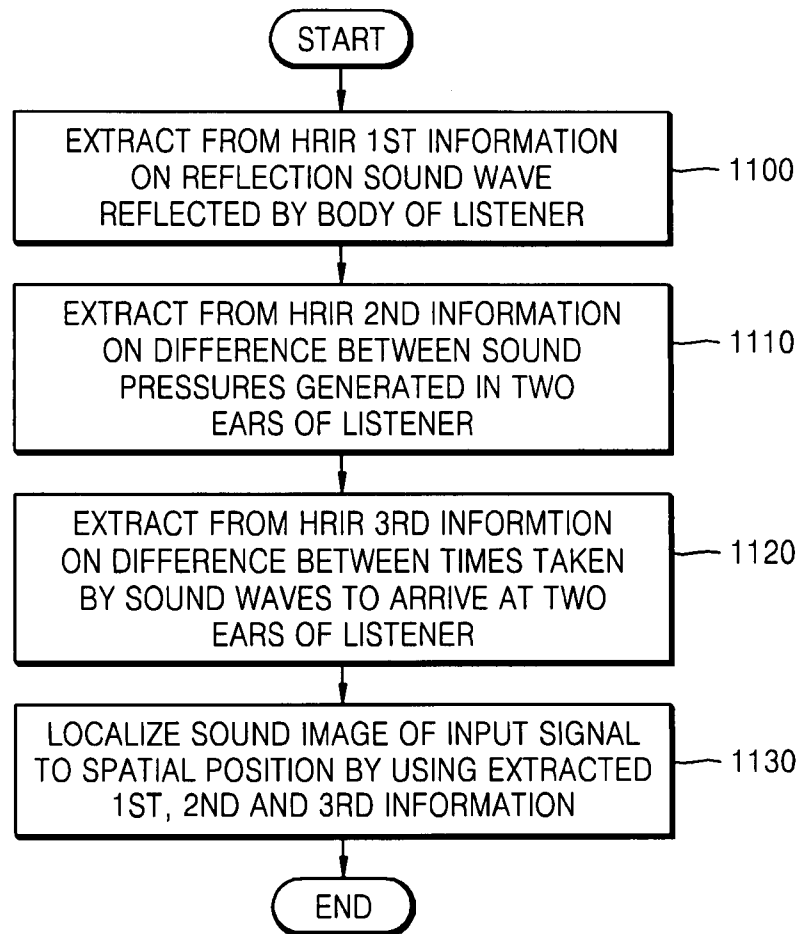 START
EXTRACT FROM HRIR 1ST INFORMATION
ON REFLECTION SOUND WAVE
REFLECTED BY BODY OF LISTENER
1100
EXTRACT FROM HRIR 2ND INFORMATION
ON DIFFERENCE BETWEEN SOUND
PRESSURES GENERATED IN TWO
EARS OF LISTENER
1110
EXTRACT FROM HRIR 3RD INFORMTION
ON DIFFERENCE BETWEEN TIMES TAKEN
BY SOUND WAVES TO ARRIVE AT TWO
EARS OF LISTENER
1120
LOCALIZE SOUND IMAGE OF INPUT SIGNAL
TO SPATIAL POSITION BY USING EXTRACTED
1ST, 2ND AND 3RD INFORMATION
1130
END